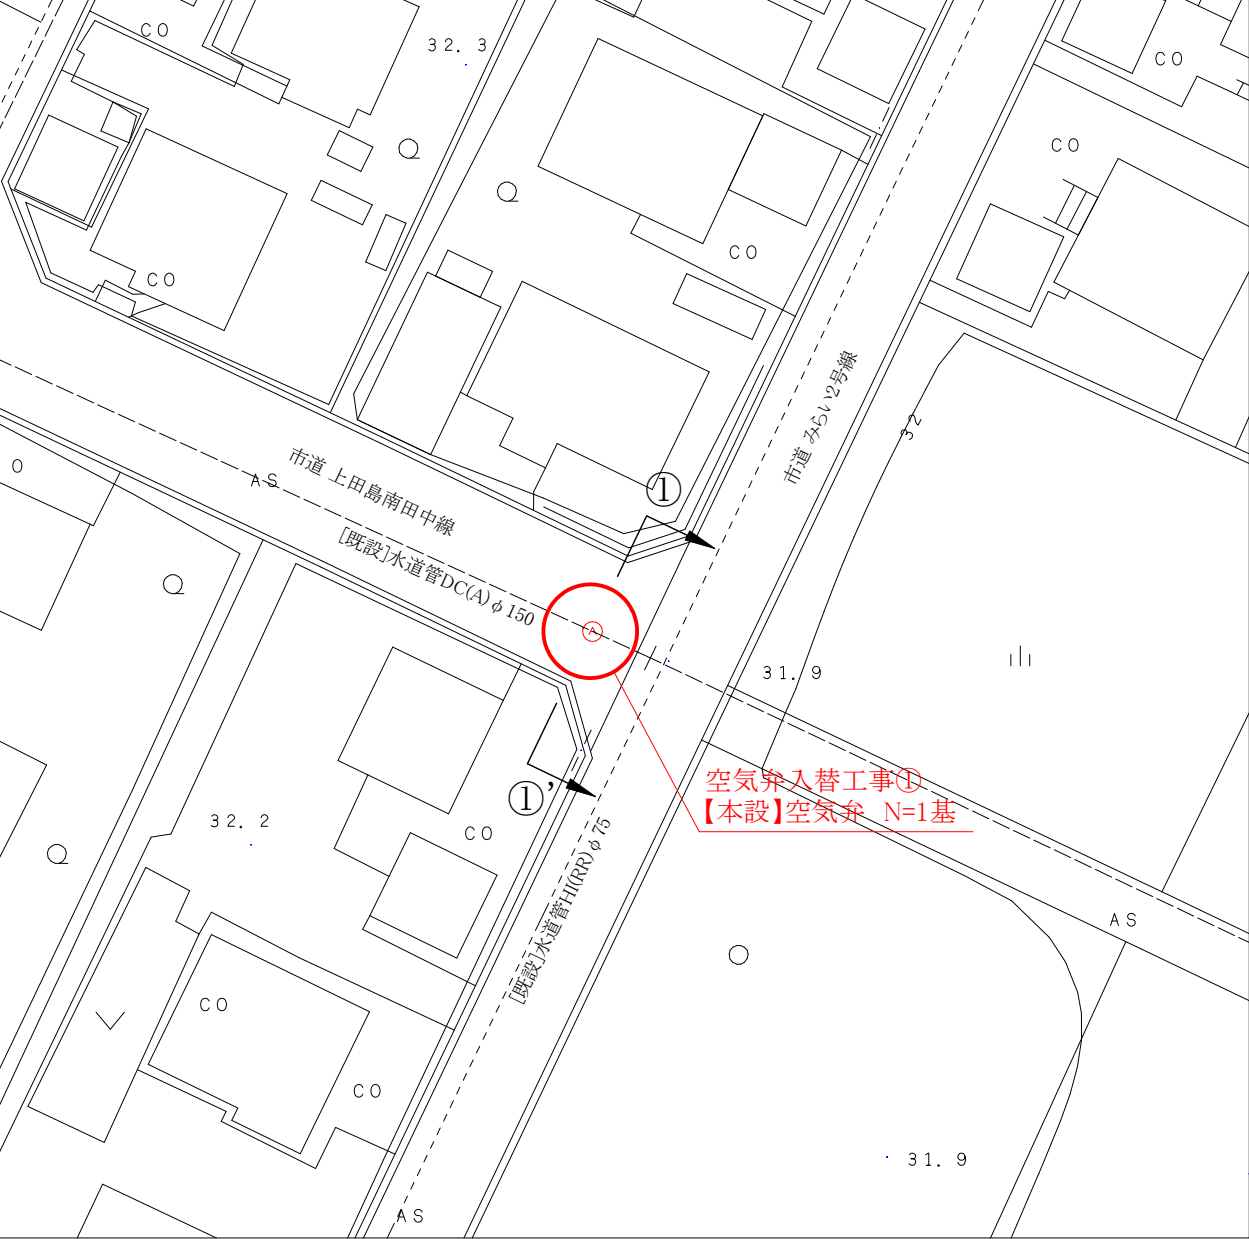 CO
32. 3
CO
CO
CO
CO
市道 みらい2号線
32
O
AS
市道 上田島南田中線
①
[既設]水道管DC(A)φ150
A
31. 9
空気弁入替工事①
【本設】空気弁 N=1基
①’
32. 2
CO
[既設]水道管HI(RR)φ75
AS
CO
CO
31. 9
AS